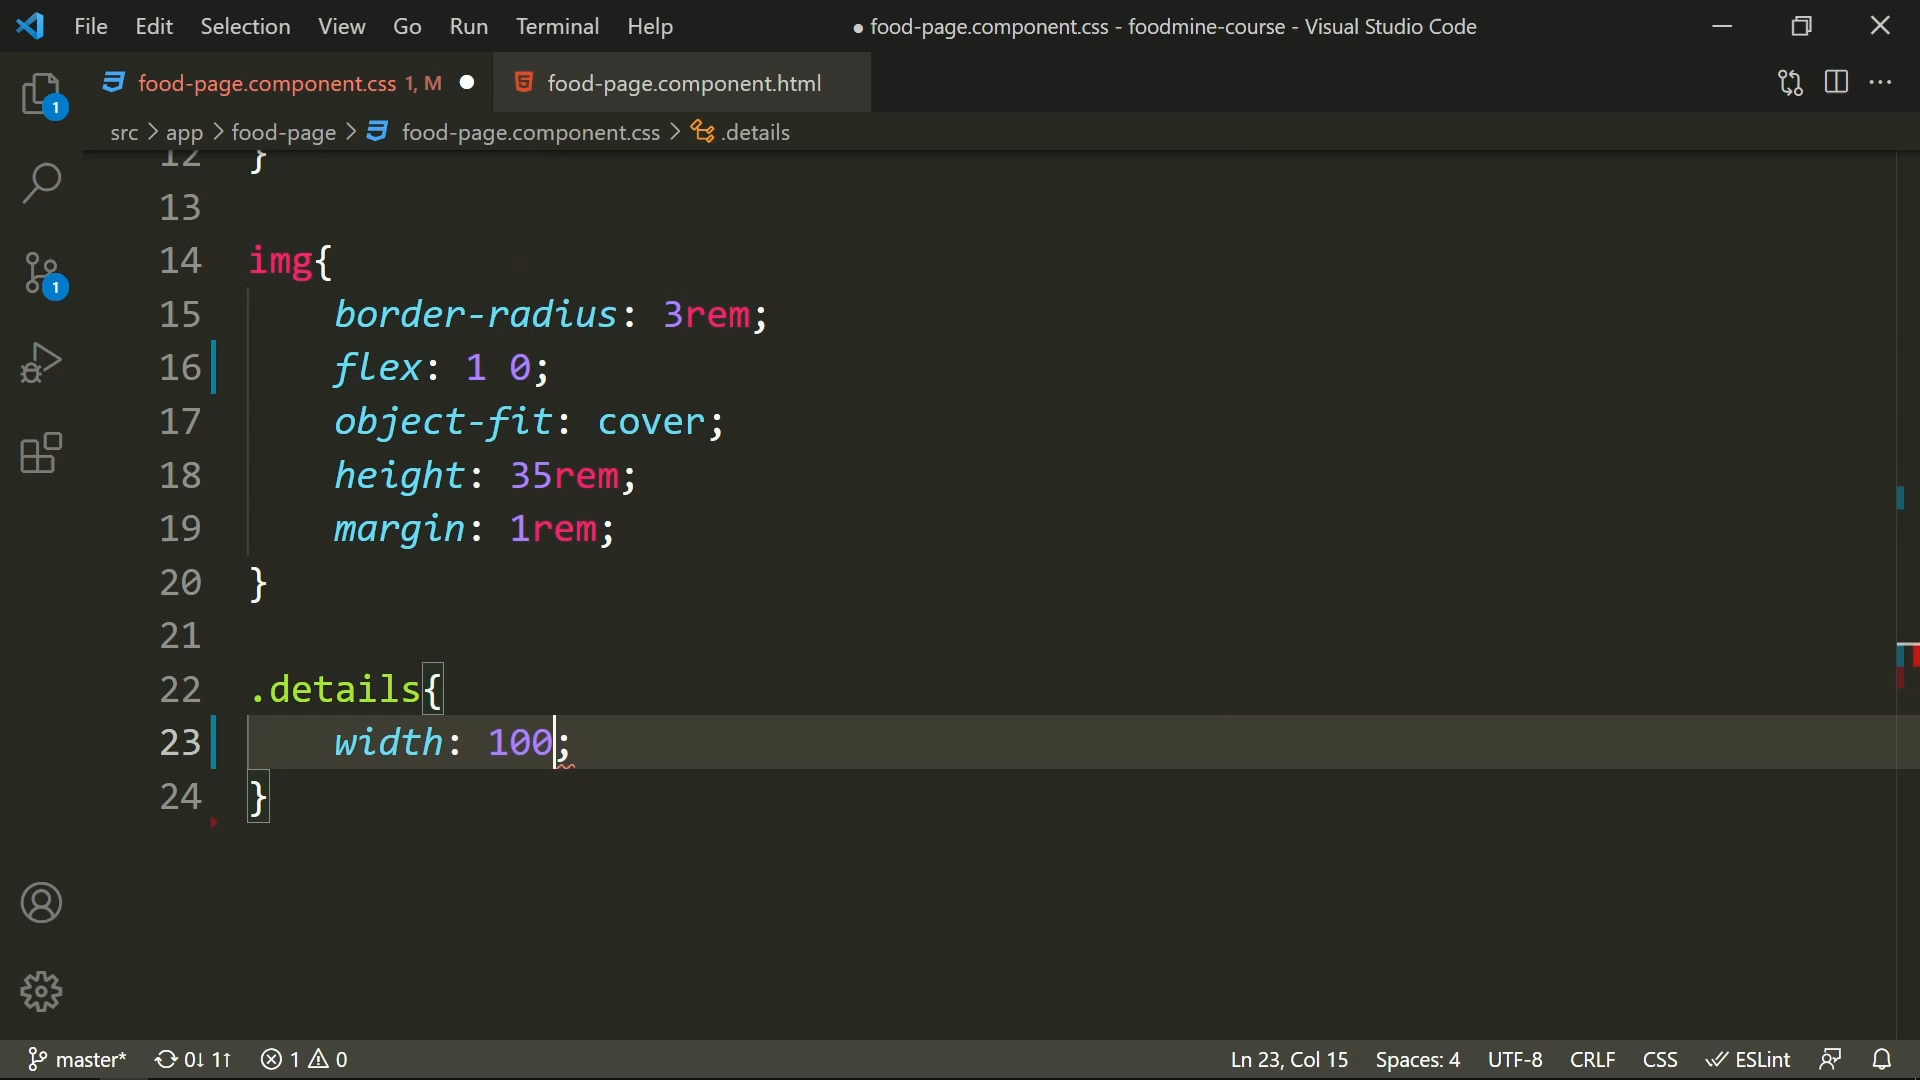 File Edit Selection View Go Run Terminal Help
● food-page.component.css - foodmine-course - Visual Studio Code
food-page.component.css 1, M ●
food-page.component.html
src > app > food-page > food-page.component.css > .details
1
1
12 }
13
14 img{
15 border-radius: 3rem;
16 flex: 1 0;
17 object-fit: cover;
18 height: 35rem;
19 margin: 1rem;
20 }
21
22 .details{
23 width: 100;
24 }
master* 0↓ 1↑ 1 0
Ln 23, Col 15 Spaces: 4 UTF-8 CRLF CSS ESLint